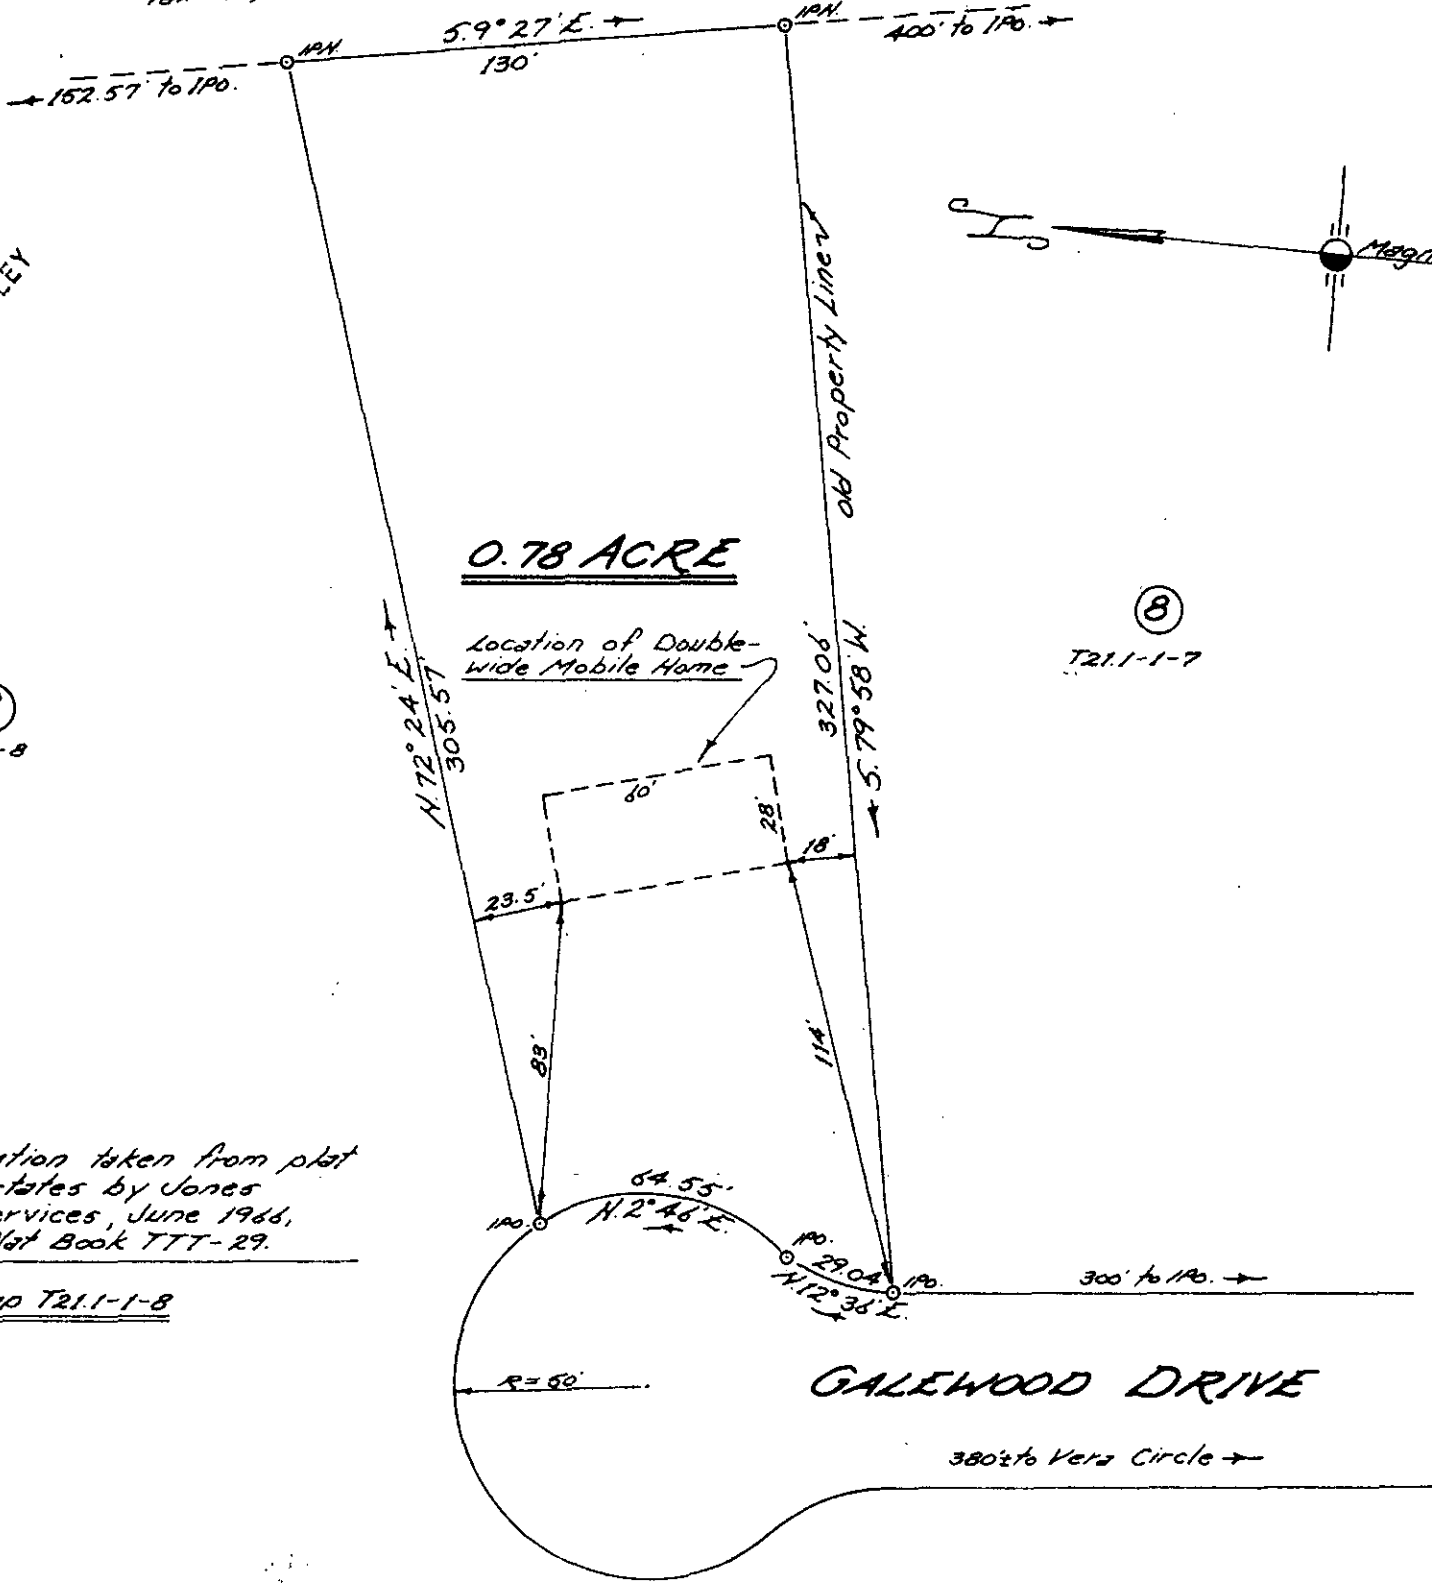 IPN.
S.9°27'E.
130'
IPN.
400' to IPO.
152.57' to IPO.
LEY
Magn
old Property Line
0.78 ACRE
Location of Double-
wide Mobile Home
N.72°24'E.
305.57'
327.06'
S.79°58'W.
8
T21.1-1-7
-8
60'
28'
18'
23.5'
83'
114'
ation taken from plat
tates by Jones
ervices, June 1966,
lat Book TTT-29.
p T21.1-1-8
64.55'
N.2°46'E.
IPO.
IPO.
29.04'
N.12°36'E.
IPO.
300' to IPO.
R=50'
GALEWOOD DRIVE
380'± to Vera Circle